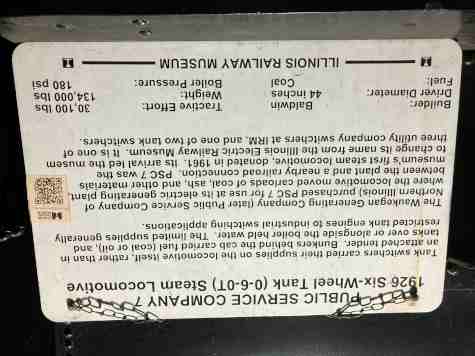 PUBLIC SERVICE COMPANY 7
1926 Six-Wheel Tank (0-6-0T) Steam Locomotive
Tank switchers carried their supplies on the locomotive itself, rather than in
an attached tender. Bunkers behind the cab carried fuel (coal or oil), and
tanks over or alongside the boiler held water. The limited supplies generally
restricted tank engines to industrial switching applications.
The Waukegan Generating Company (later Public Service Company of
Northern Illinois) purchased 7 PSC 7 for use at its electric generating plant,
where the locomotive moved carloads of coal, ash, and other materials
between the plant and a nearby railroad connection. PSC 7 was the
museum's first steam locomotive, donated in 1961. Its arrival led the museum
to change its name from the Illinois Electric Railway Museum. It is one of
three utility company switchers at IRM, and one of two tank switchers.
Builder: Baldwin Tractive Effort: 30,100 lbs
Driver Diameter: 44 inches Weight: 134,000 lbs
Fuel: Coal Boiler Pressure: 180 psi
ILLINOIS RAILWAY MUSEUM